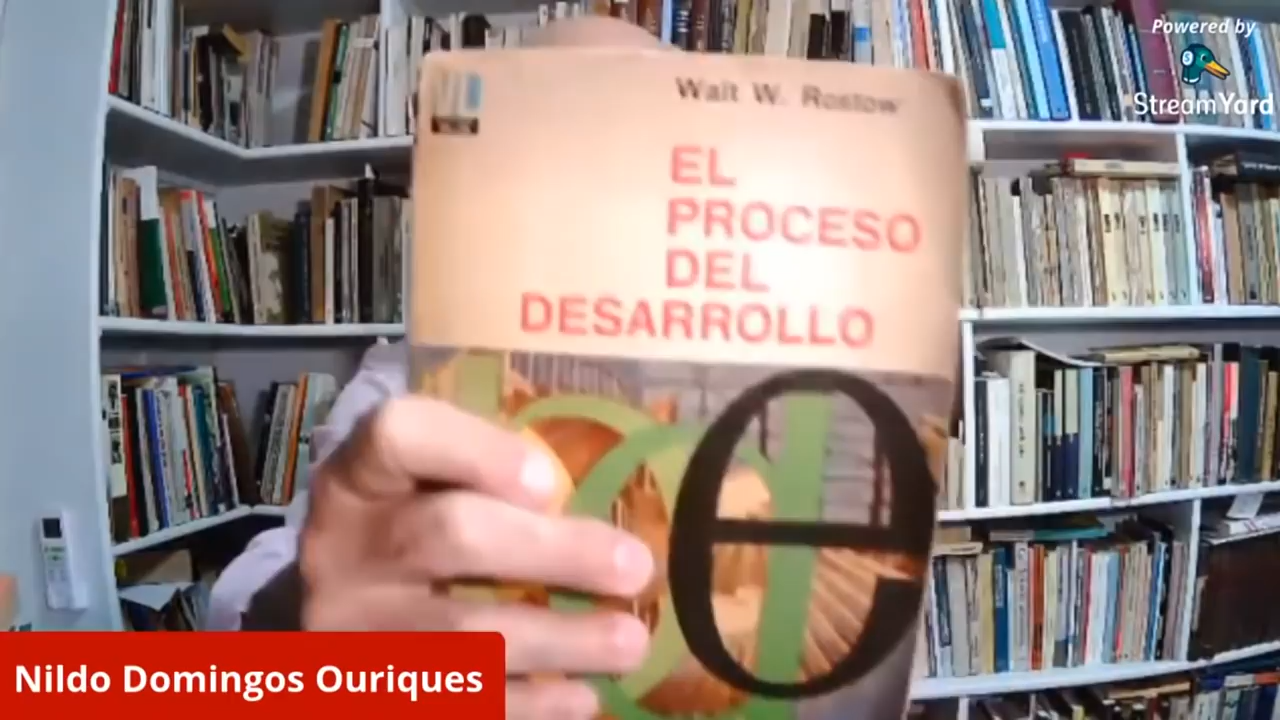 Powered by
StreamYard
Walt W. Rostow
EL
PROCESO
DEL
DESARROLLO
Nildo Domingos Ouriques